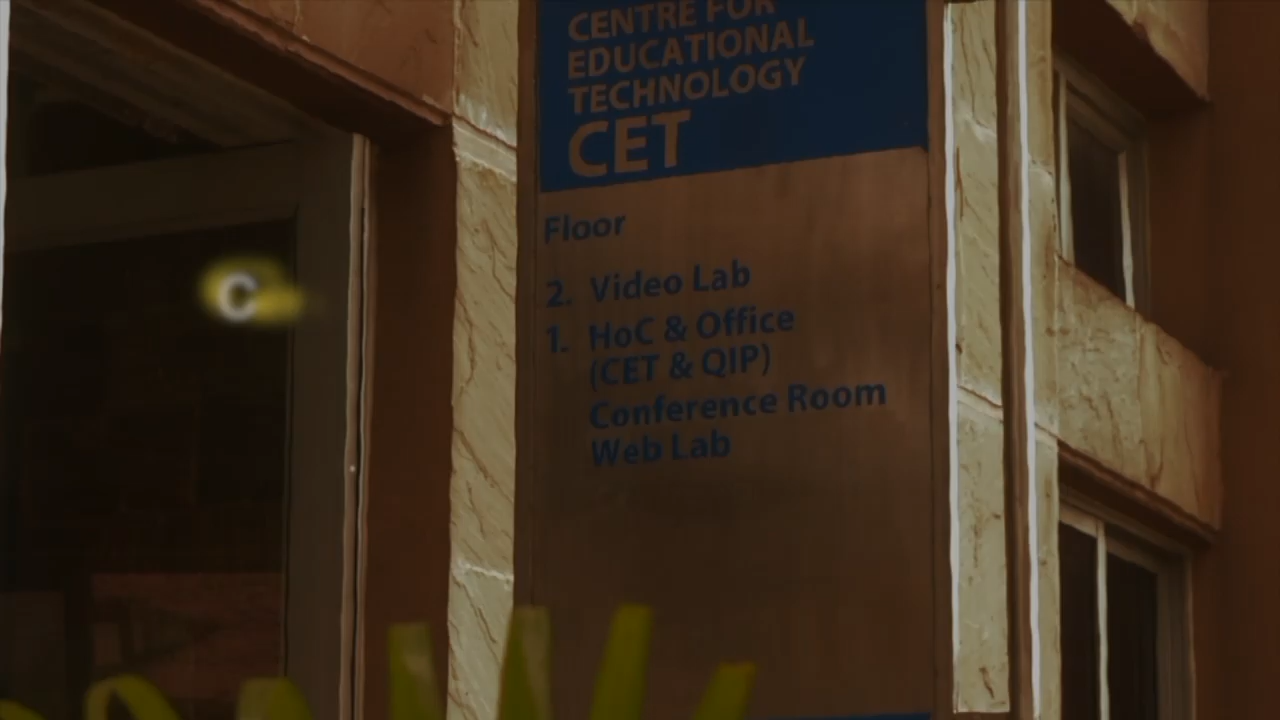 CENTRE FOR
EDUCATIONAL
TECHNOLOGY
CET
Floor
2. Video Lab
1. HoC & Office
(CET & QIP)
Conference Room
Web Lab
C